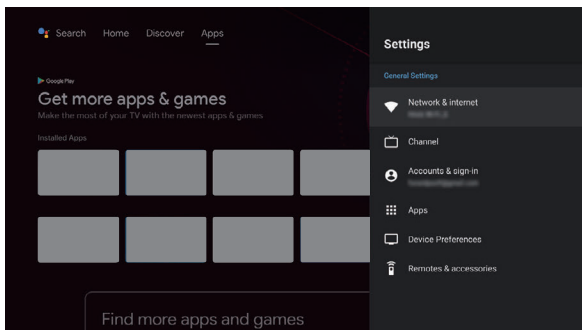 Search Home Discover Apps
Google Play
Get more apps & games
Make the most of your TV with the newest apps & games
Installed Apps
Find more apps and games
Settings
General Settings
Network & internet
Channel
Accounts & sign-in
Apps
Device Preferences
Remotes & accessories